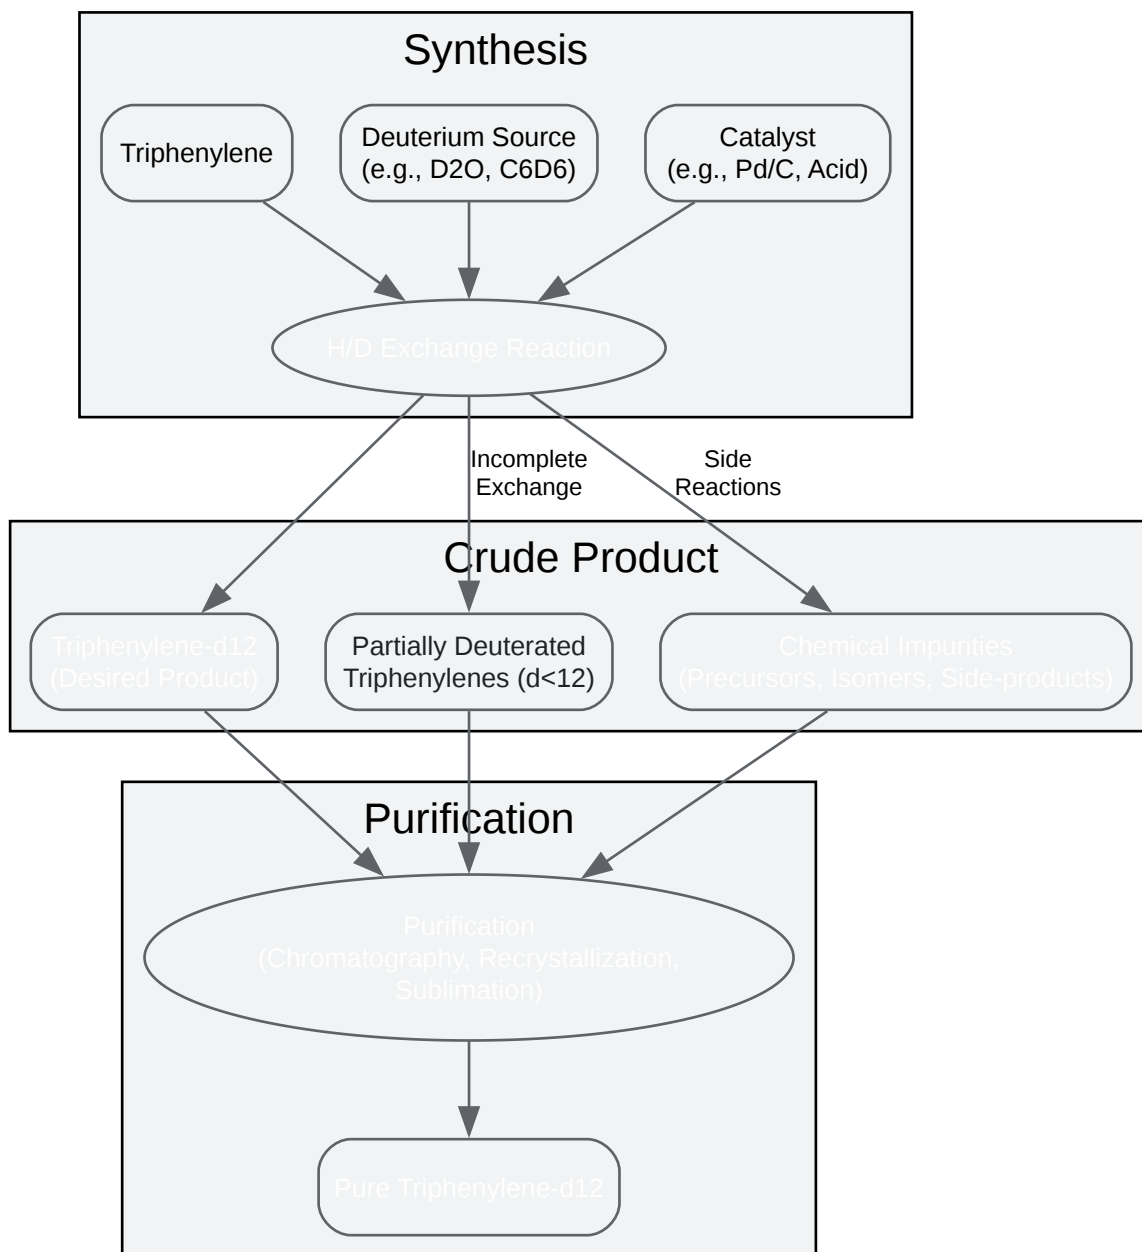 Synthesis
Triphenylene
Deuterium Source
(e.g., D2O, C6D6)
Catalyst
(e.g., Pd/C, Acid)
H/D Exchange Reaction
Incomplete
Exchange
Side
Reactions
Crude Product
Triphenylene-d12
(Desired Product)
Partially Deuterated
Triphenylenes (d<12)
Chemical Impurities
(Precursors, Isomers, Side-products)
Purification
Purification
(Chromatography, Recrystallization,
Sublimation)
Pure Triphenylene-d12